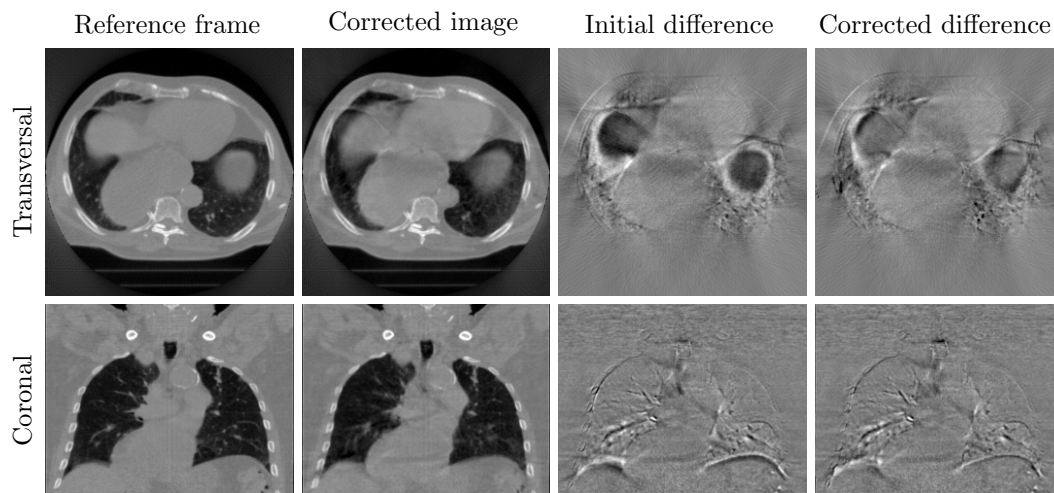 Reference frame
Corrected image
Initial difference
Corrected difference
Transversal
Coronal